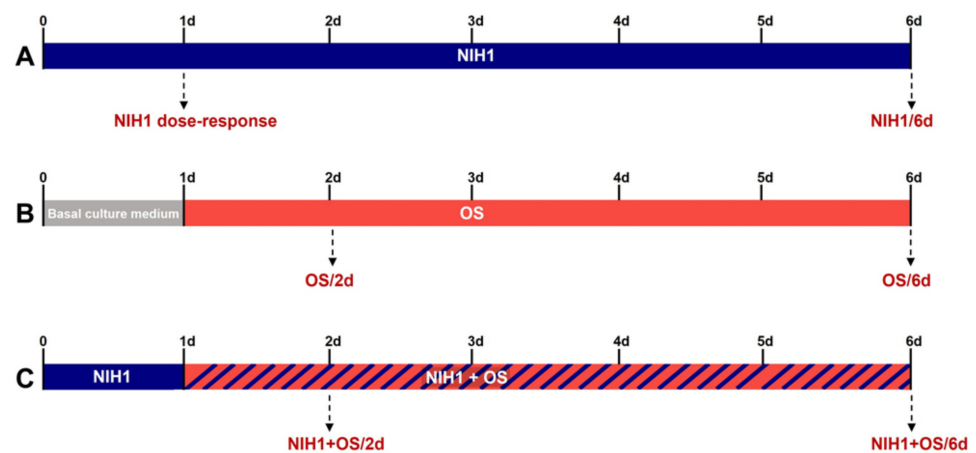 0 1d 2d 3d 4d 5d 6d
A NIH1
NIH1 dose-response NIH1/6d
0 1d 2d 3d 4d 5d 6d
B Basal culture medium OS
OS/2d OS/6d
0 1d 2d 3d 4d 5d 6d
C NIH1 NIH1 + OS
NIH1+OS/2d NIH1+OS/6d